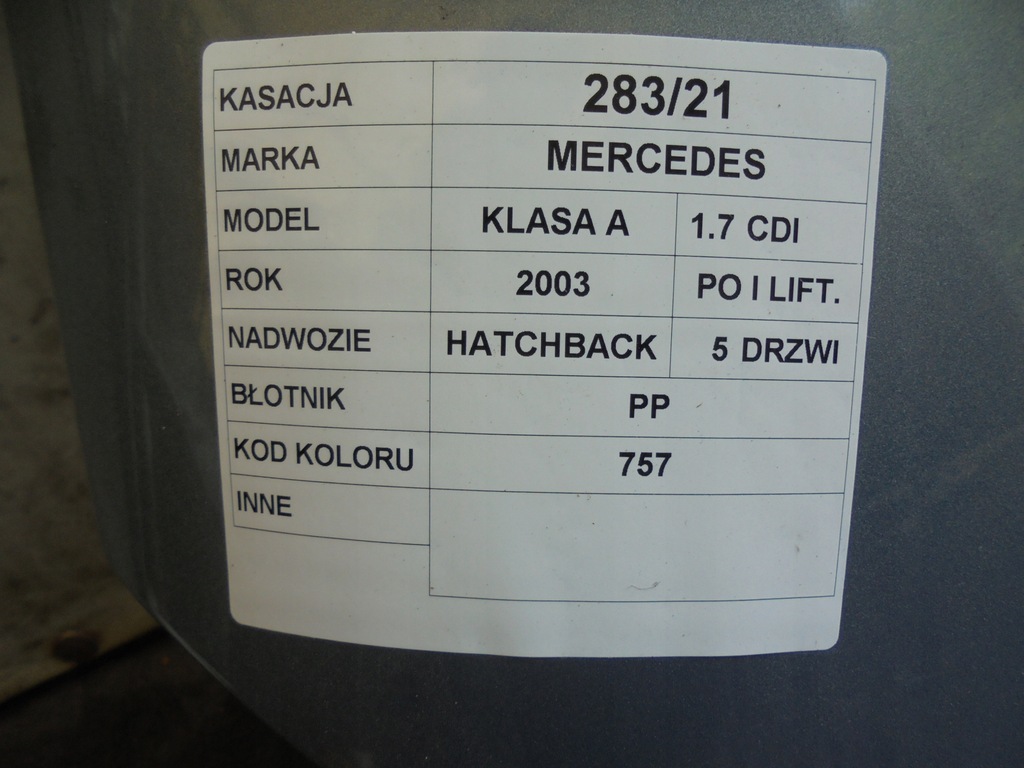 KASACJA 283/21
MARKA MERCEDES
MODEL KLASA A 1.7 CDI
ROK 2003 PO I LIFT.
NADWOZIE HATCHBACK 5 DRZWI
BŁOTNIK PP
KOD KOLORU 757
INNE